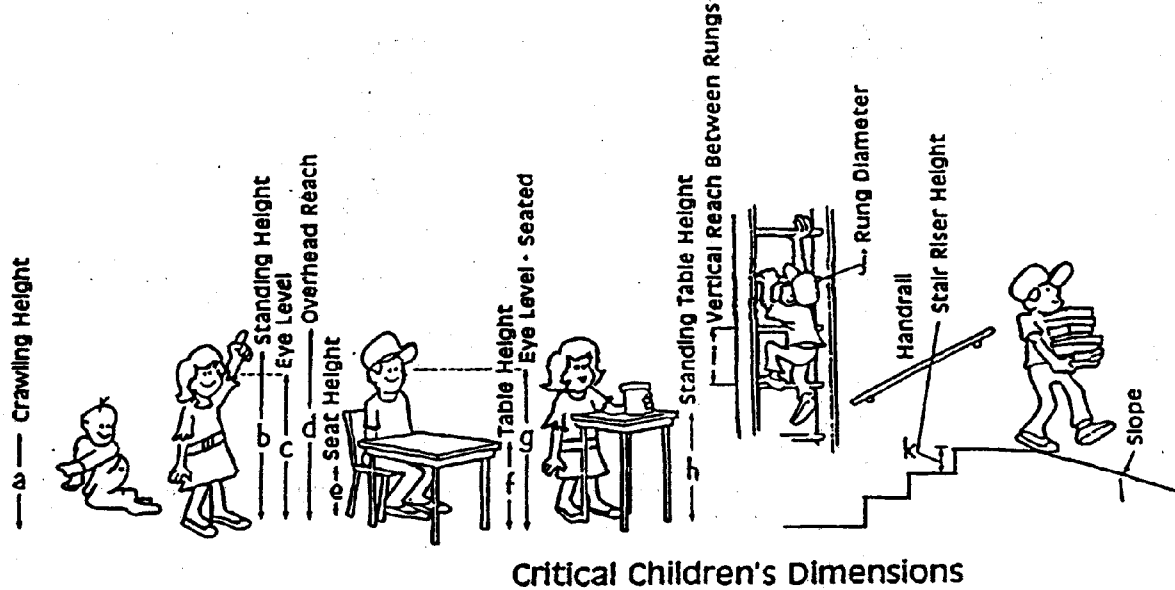 a Crawling Height
b Standing Height
c Eye Level
d Overhead Reach
e Seat Height
f Table Height
g Eye Level - Seated
h Standing Table Height
Vertical Reach Between Rungs
Rung Diameter
Handrail
Stair Riser Height
K
Slope
Critical Children's Dimensions